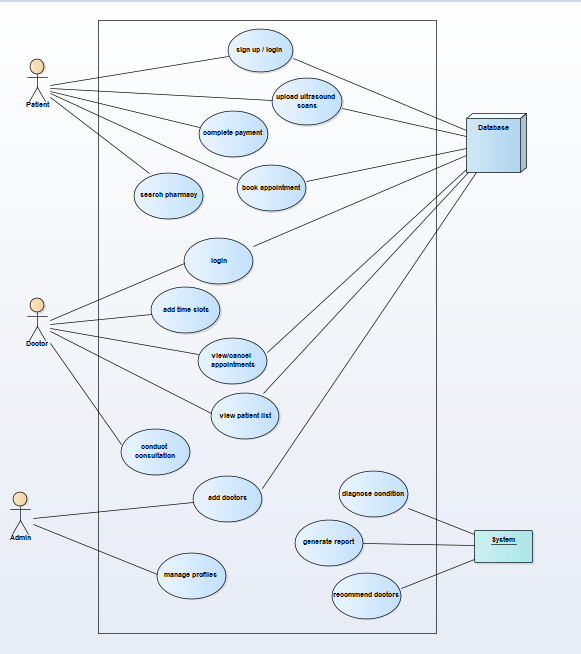 sign up / login
Patient
upload ultrasound
scans
Database
complete payment
search pharmacy
book appointment
login
add time slots
Doctor
view/cancel
appointments
view patient list
conduct
consultation
add doctors
diagnose condition
Admin
generate report
System
manage profiles
recommend doctors